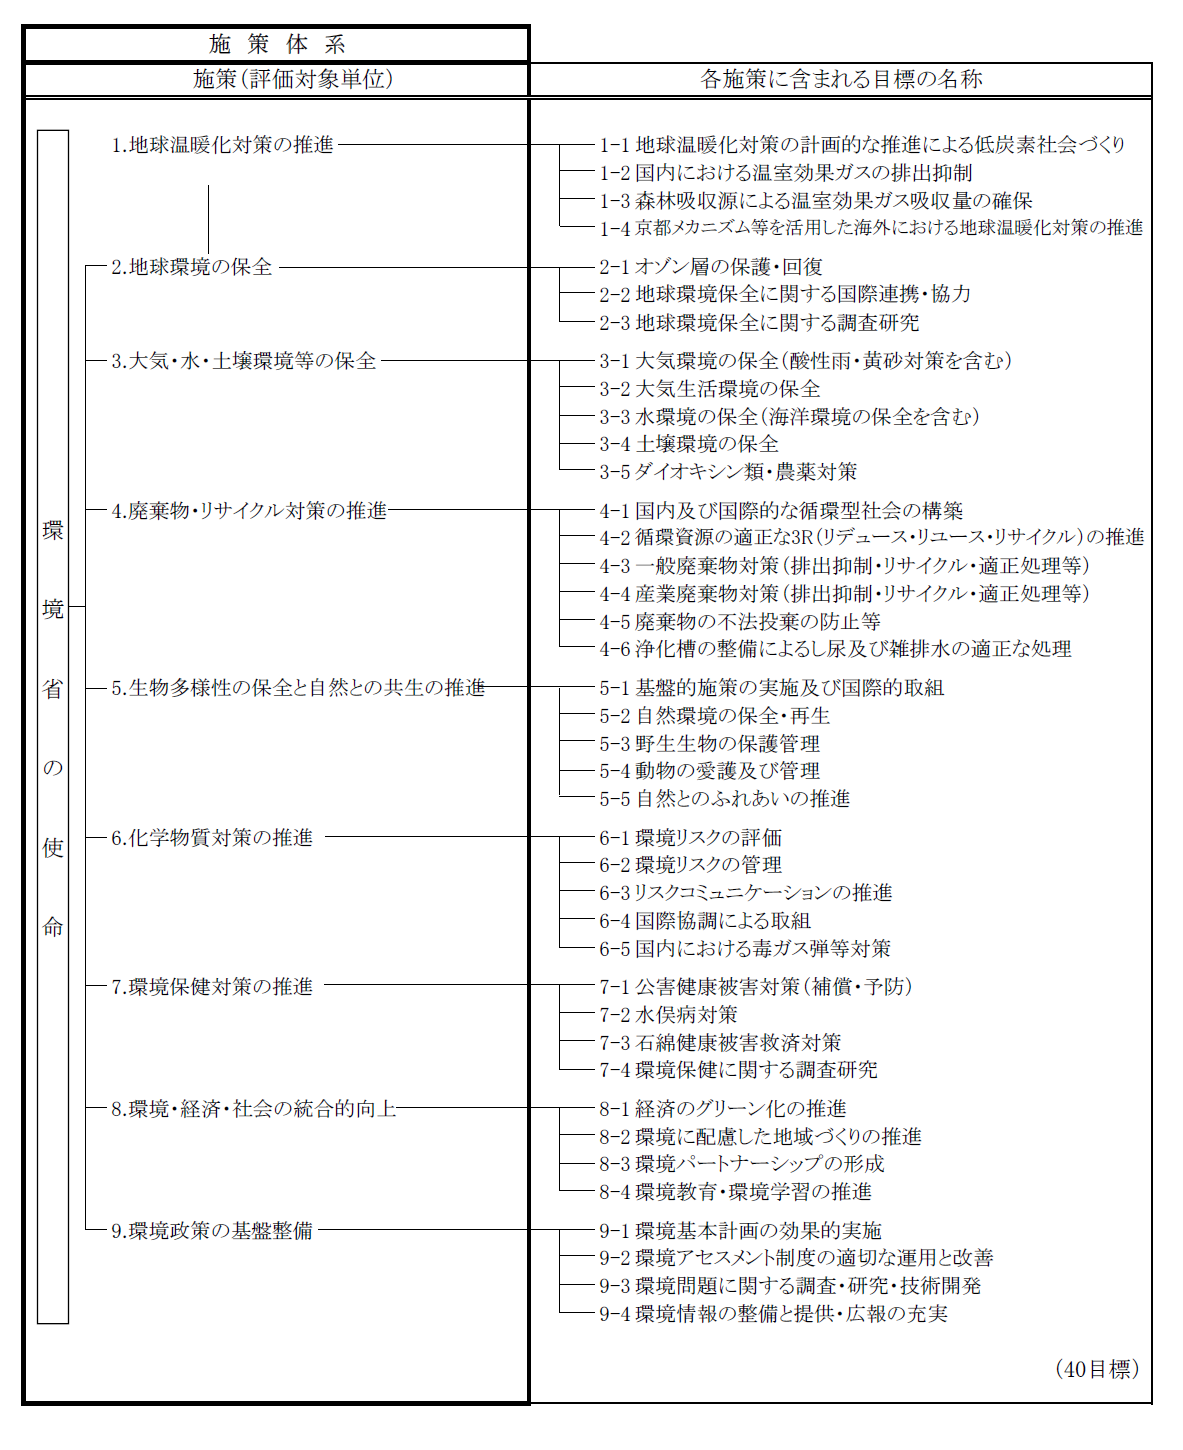 施 策 体 系
施策（評価対象単位）
各施策に含まれる目標の名称
環境省の使命
1.地球温暖化対策の推進
1-1 地球温暖化対策の計画的な推進による低炭素社会づくり
1-2 国内における温室効果ガスの排出抑制
1-3 森林吸収源による温室効果ガス吸収量の確保
1-4 京都メカニズム等を活用した海外における地球温暖化対策の推進
2.地球環境の保全
2-1 オゾン層の保護・回復
2-2 地球環境保全に関する国際連携・協力
2-3 地球環境保全に関する調査研究
3.大気・水・土壌環境等の保全
3-1 大気環境の保全（酸性雨・黄砂対策を含む）
3-2 大気生活環境の保全
3-3 水環境の保全（海洋環境の保全を含む）
3-4 土壌環境の保全
3-5 ダイオキシン類・農薬対策
4.廃棄物・リサイクル対策の推進
4-1 国内及び国際的な循環型社会の構築
4-2 循環資源の適正な3R（リデュース・リユース・リサイクル）の推進
4-3 一般廃棄物対策（排出抑制・リサイクル・適正処理等）
4-4 産業廃棄物対策（排出抑制・リサイクル・適正処理等）
4-5 廃棄物の不法投棄の防止等
4-6 浄化槽の整備によるし尿及び雑排水の適正な処理
5.生物多様性の保全と自然との共生の推進
5-1 基盤的施策の実施及び国際的取組
5-2 自然環境の保全・再生
5-3 野生生物の保護管理
5-4 動物の愛護及び管理
5-5 自然とのふれあいの推進
6.化学物質対策の推進
6-1 環境リスクの評価
6-2 環境リスクの管理
6-3 リスクコミュニケーションの推進
6-4 国際協調による取組
6-5 国内における毒ガス弾等対策
7.環境保健対策の推進
7-1 公害健康被害対策（補償・予防）
7-2 水俣病対策
7-3 石綿健康被害救済対策
7-4 環境保健に関する調査研究
8.環境・経済・社会の統合的向上
8-1 経済のグリーン化の推進
8-2 環境に配慮した地域づくりの推進
8-3 環境パートナーシップの形成
8-4 環境教育・環境学習の推進
9.環境政策の基盤整備
9-1 環境基本計画の効果的実施
9-2 環境アセスメント制度の適切な運用と改善
9-3 環境問題に関する調査・研究・技術開発
9-4 環境情報の整備と提供・広報の充実
（40目標）